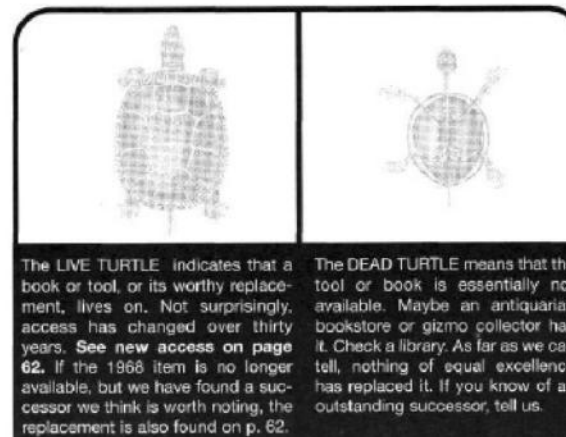 The LIVE TURTLE indicates that a
book or tool, or its worthy replace-
ment, lives on. Not surprisingly,
access has changed over thirty
years. See new access on page
62. If the 1968 item is no longer
available, but we have found a suc-
cessor we think is worth noting, the
replacement is also found on p. 62.
The DEAD TURTLE means that th
tool or book is essentially no
available. Maybe an antiquaria
bookstore or gizmo collector ha
it. Check a library. As far as we ca
tell, nothing of equal excellenc
has replaced it. If you know of a
outstanding successor, tell us.